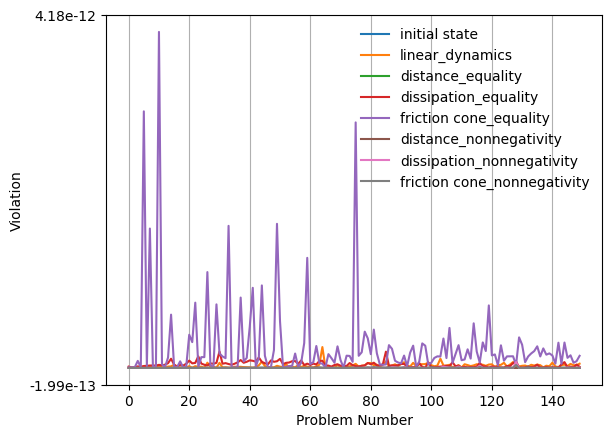 4.18e-12
initial state
linear_dynamics
distance_equality
dissipation_equality
friction cone_equality
distance_nonnegativity
dissipation_nonnegativity
friction cone_nonnegativity
Violation
-1.99e-13
0 20 40 60 80 100 120 140
Problem Number